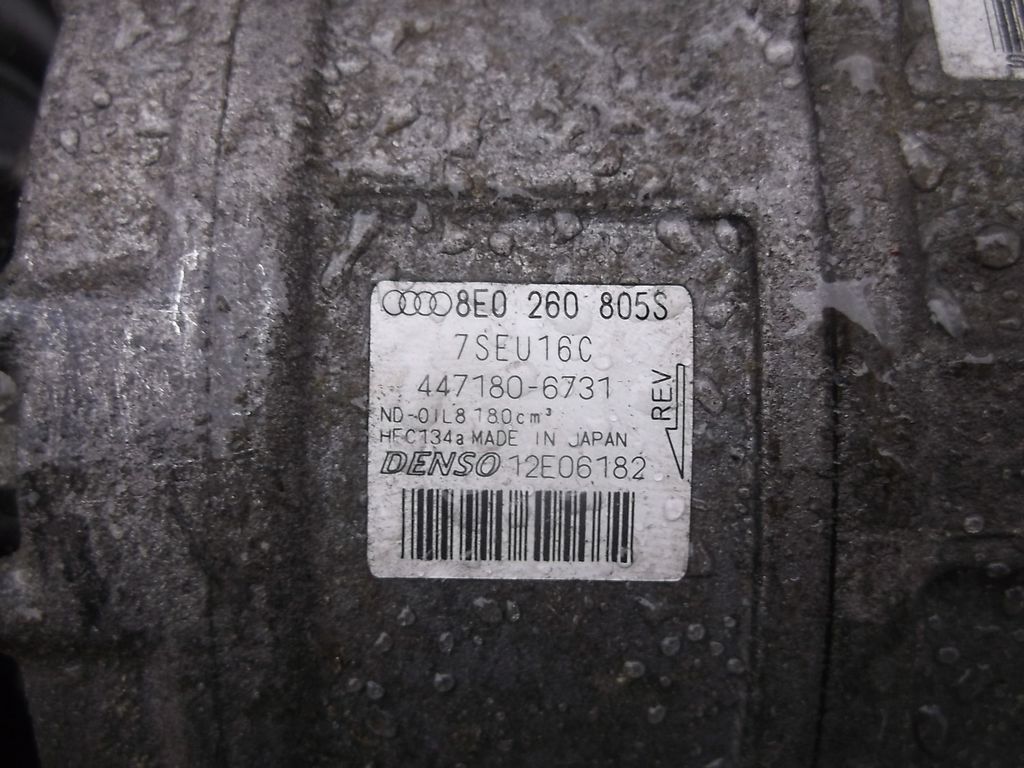 8E0 260 805S
7SEU16C
447180-6731
REV
ND-OIL8 180cm³
HFC134a MADE IN JAPAN
DENSO 12E06182